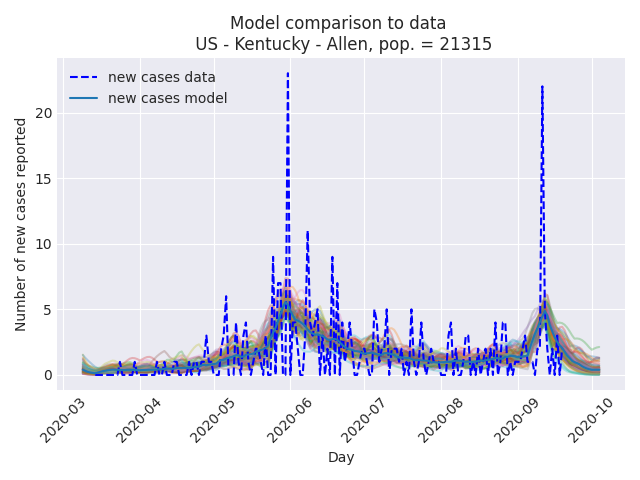 Model comparison to data
US - Kentucky - Allen, pop. = 21315
new cases data
new cases model
Number of new cases reported
20
15
10
5
0
2020-03
2020-04
2020-05
2020-06
2020-07
2020-08
2020-09
2020-10
Day